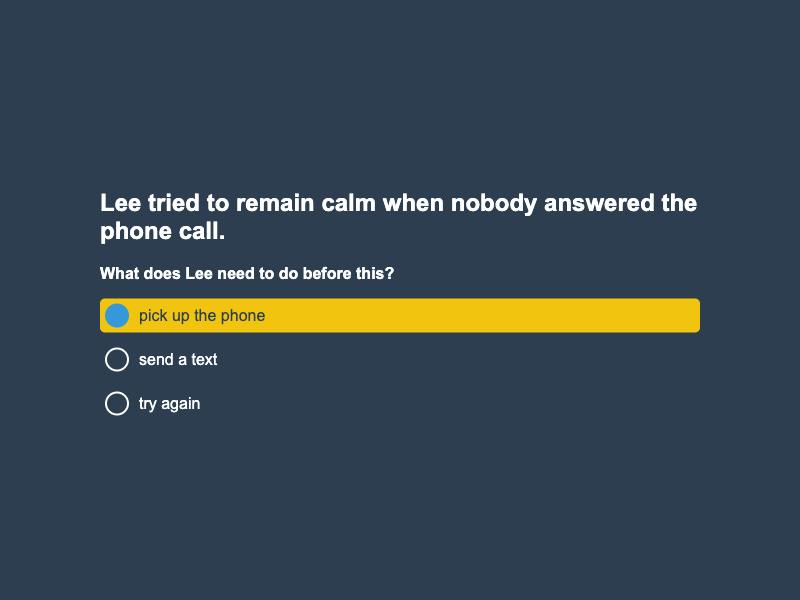 Lee tried to remain calm when nobody answered the
phone call.
What does Lee need to do before this?
pick up the phone
send a text
try again